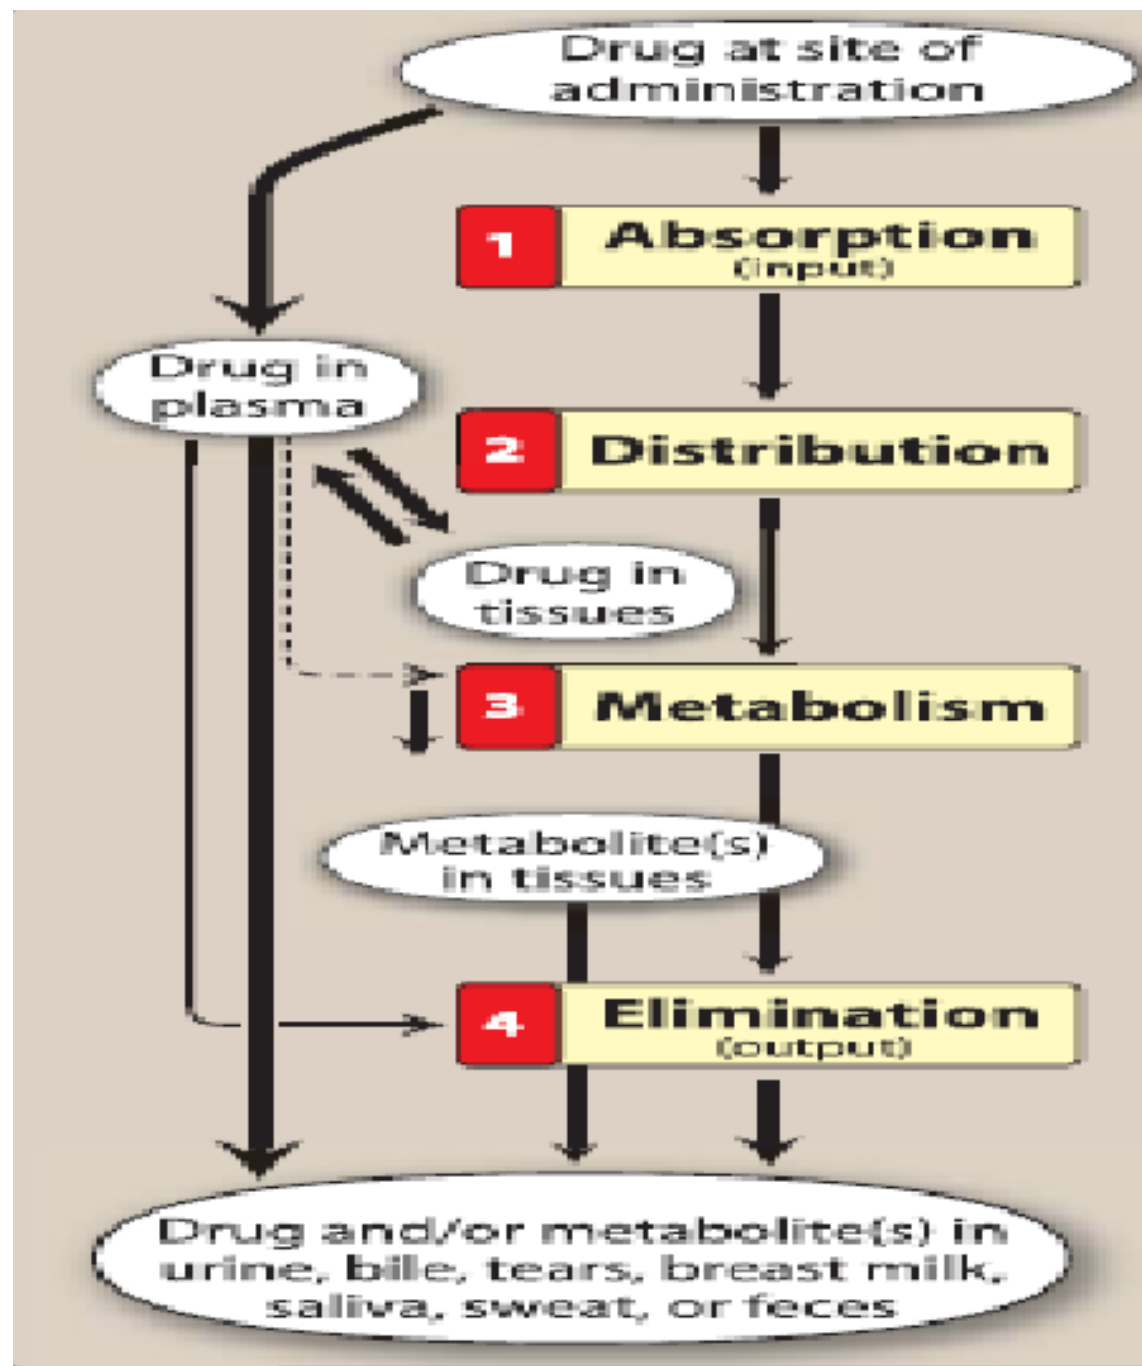 Drug at site of
administration
1
Absorption
(input)
Drug in
plasma
2
Distribution
Drug in
tissues
3
Metabolism
Metabolite(s)
in tissues
4
Elimination
(output)
Drug and/or metabolite(s) in
urine, bile, tears, breast milk,
saliva, sweat, or feces